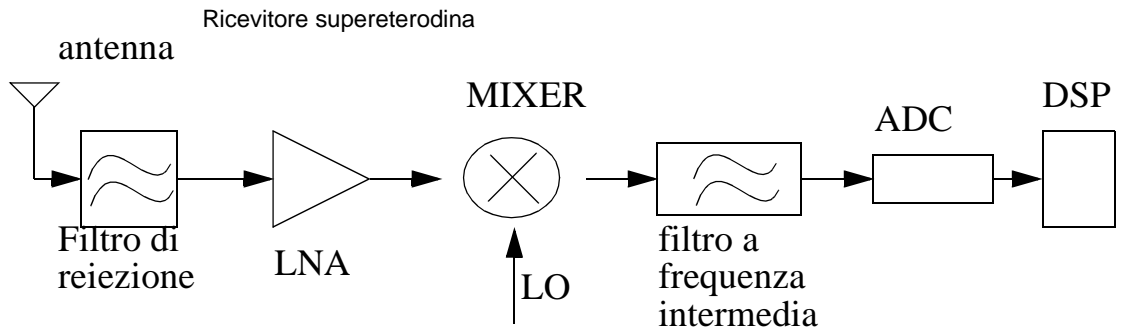 Ricevitore supereterodina
antenna
MIXER
ADC
DSP
Filtro di
reiezione
LNA
LO
filtro a
frequenza
intermedia